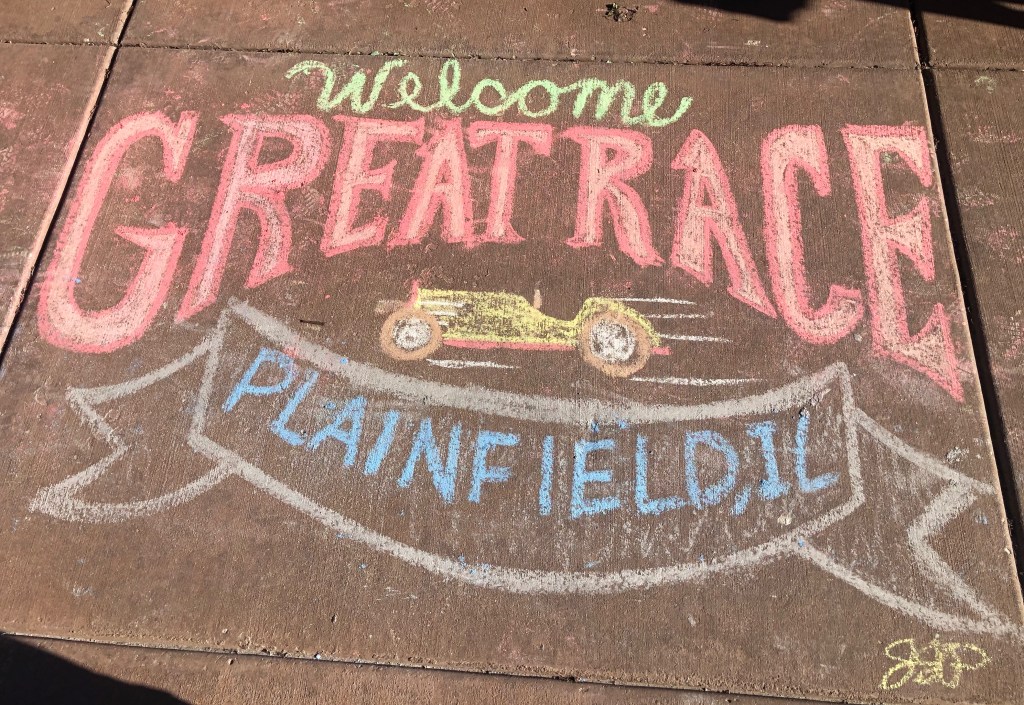 Welcome
GREAT RACE
PLAINFIELD, IL